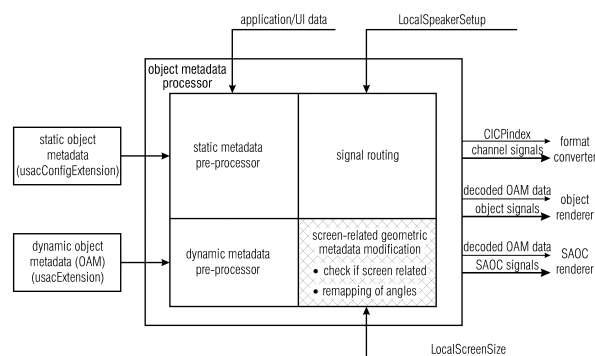 application/UI data
LocalSpeakerSetup
object metadata
processor
static object
metadata
(usacConfigExtension)
static metadata
pre-processor
signal routing
CICPindex
channel signals
format
converter
decoded OAM data
object signals
object
renderer
dynamic object
metadata (OAM)
(usacExtension)
dynamic metadata
pre-processor
screen-related geometric
metadata modification
• check if screen related
• remapping of angles
decoded OAM data
SAOC signals
SAOC
renderer
LocalScreenSize